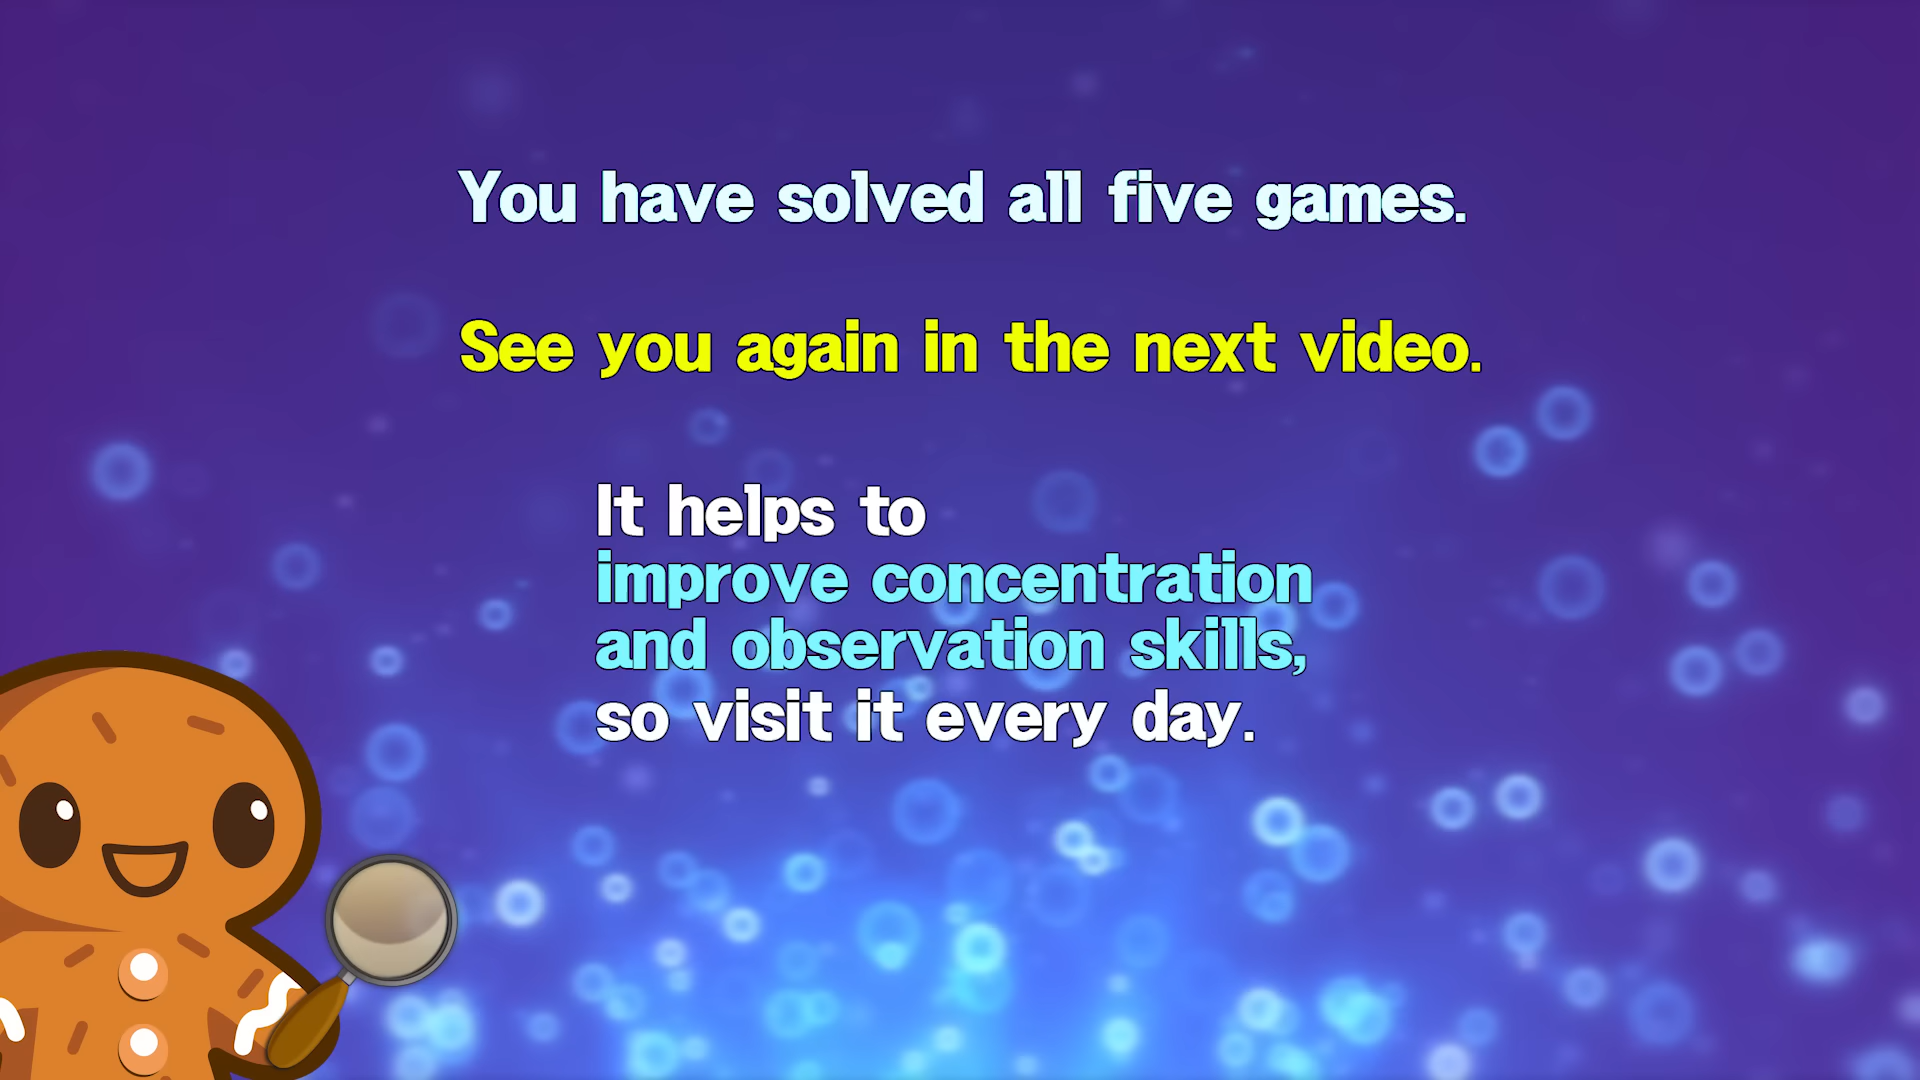 You have solved all five games.
See you again in the next video.
It helps to
improve concentration
and observation skills,
so visit it every day.